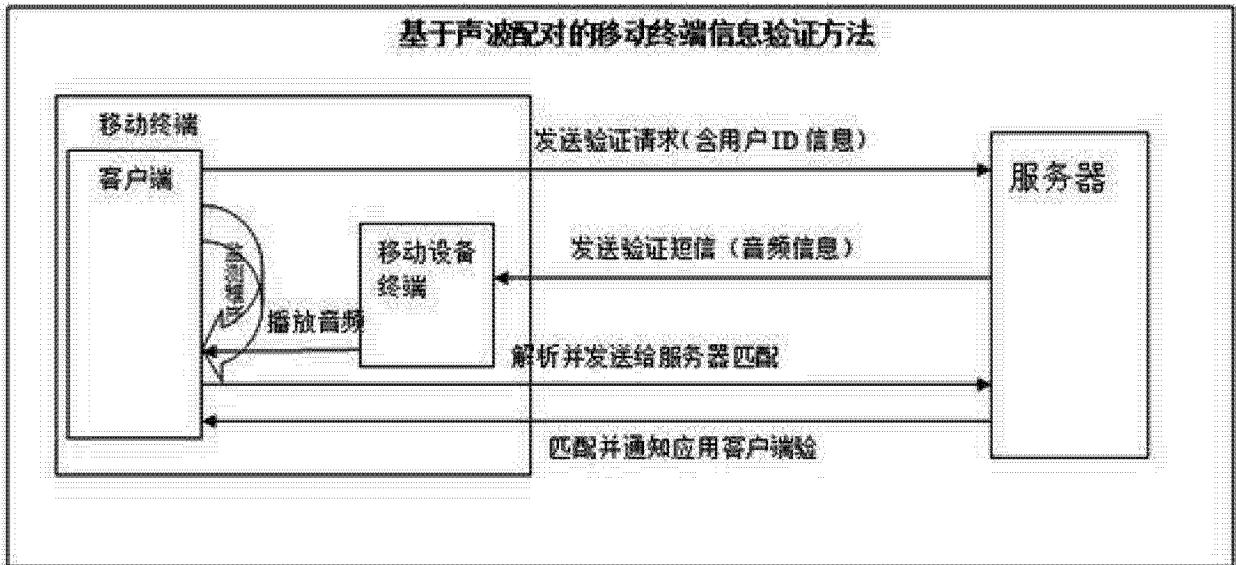 基于声波配对的移动终端信息验证方法
移动终端
发送验证请求(含用户ID信息)
客户端
服务器
移动设备
终端
发送验证短信（音频信息）
播放音频
解析并发送给服务器匹配
匹配并通知应用客户端验